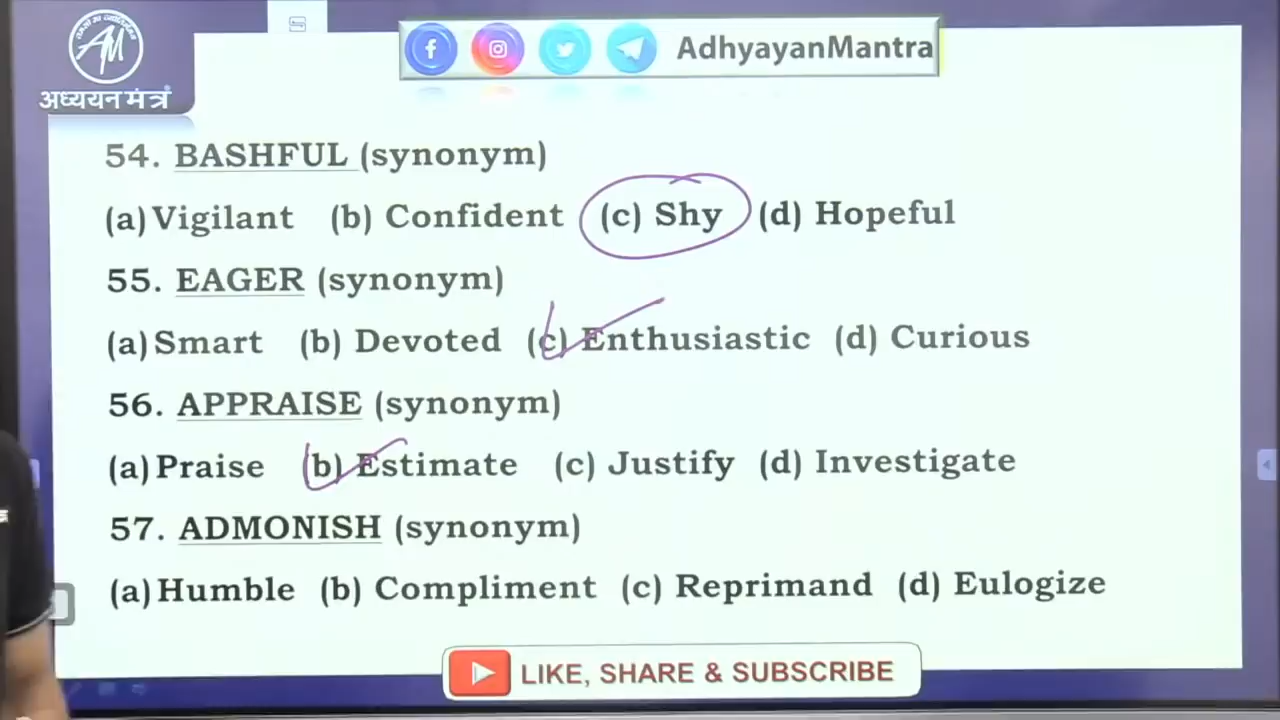 AM
अध्ययन मंत्रं
AdhyayanMantra
54. BASHFUL (synonym)
(a) Vigilant (b) Confident (c) Shy (d) Hopeful
55. EAGER (synonym)
(a) Smart (b) Devoted (c) Enthusiastic (d) Curious
56. APPRAISE (synonym)
(a) Praise (b) Estimate (c) Justify (d) Investigate
57. ADMONISH (synonym)
(a) Humble (b) Compliment (c) Reprimand (d) Eulogize
LIKE, SHARE & SUBSCRIBE